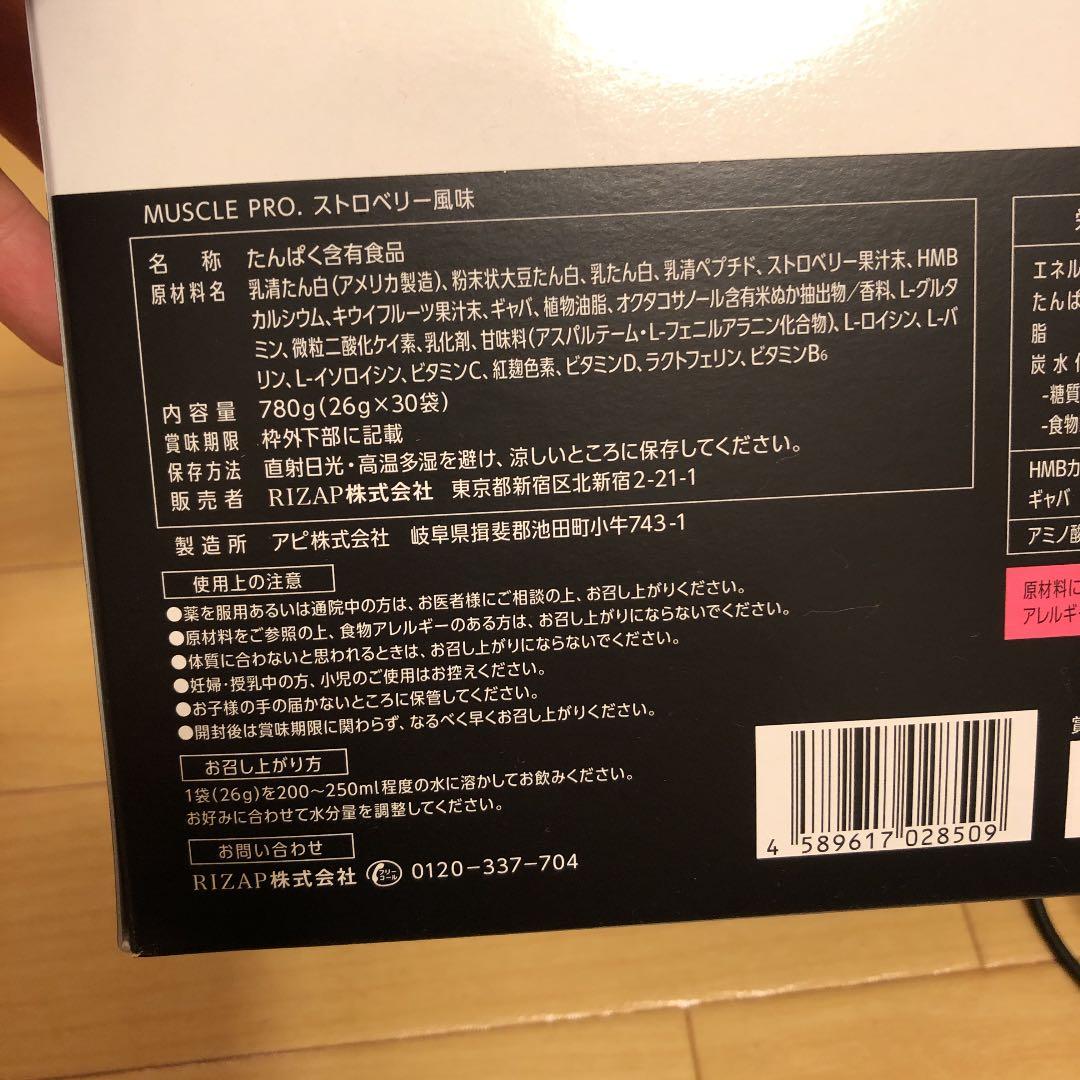 MUSCLE PRO. ストロベリー風味
名称 たんぱく含有食品
原材料名 乳清たん白(アメリカ製造)、粉末状大豆たん白、乳たん白、乳清ペプチド、ストロベリー果汁末、HMB
カルシウム、キウイフルーツ果汁末、ギャバ、植物油脂、オクタコサノール含有米ぬか抽出物/香料、L-グルタ
ミン、微粒二酸化ケイ素、乳化剤、甘味料(アスパルテーム・L-フェニルアラニン化合物)、L-ロイシン、L-バ
リン、L-イソロイシン、ビタミンC、紅麹色素、ビタミンD、ラクトフェリン、ビタミンB₆
内容量 780g(26g×30袋)
賞味期限 枠外下部に記載
保存方法 直射日光・高温多湿を避け、涼しいところに保存してください。
販売者 RIZAP株式会社 東京都新宿区北新宿2-21-1
製造所 アピ株式会社 岐阜県揖斐郡池田町小牛743-1
使用上の注意
●薬を服用あるいは通院中の方は、お医者様にご相談の上、お召し上がりください。
●原材料をご参照の上、食物アレルギーのある方は、お召し上がりにならないでください。
●体質に合わないと思われるときは、お召し上がりにならないでください。
●妊婦・授乳中の方、小児のご使用はお控えください。
●お子様の手の届かないところに保管してください。
●開封後は賞味期限に関わらず、なるべく早くお召し上がりください。
お召し上がり方
1袋(26g)を200~250ml程度の水に溶かしてお飲みください。
お好みに合わせて水分量を調整してください。
お問い合わせ
RIZAP株式会社 フリーコール 0120-337-704
4 589617 028509
エネル
たんぱ
脂
炭水化
-糖質
-食物
HMBカ
ギャバ
アミノ酸
原材料に
アレルギ